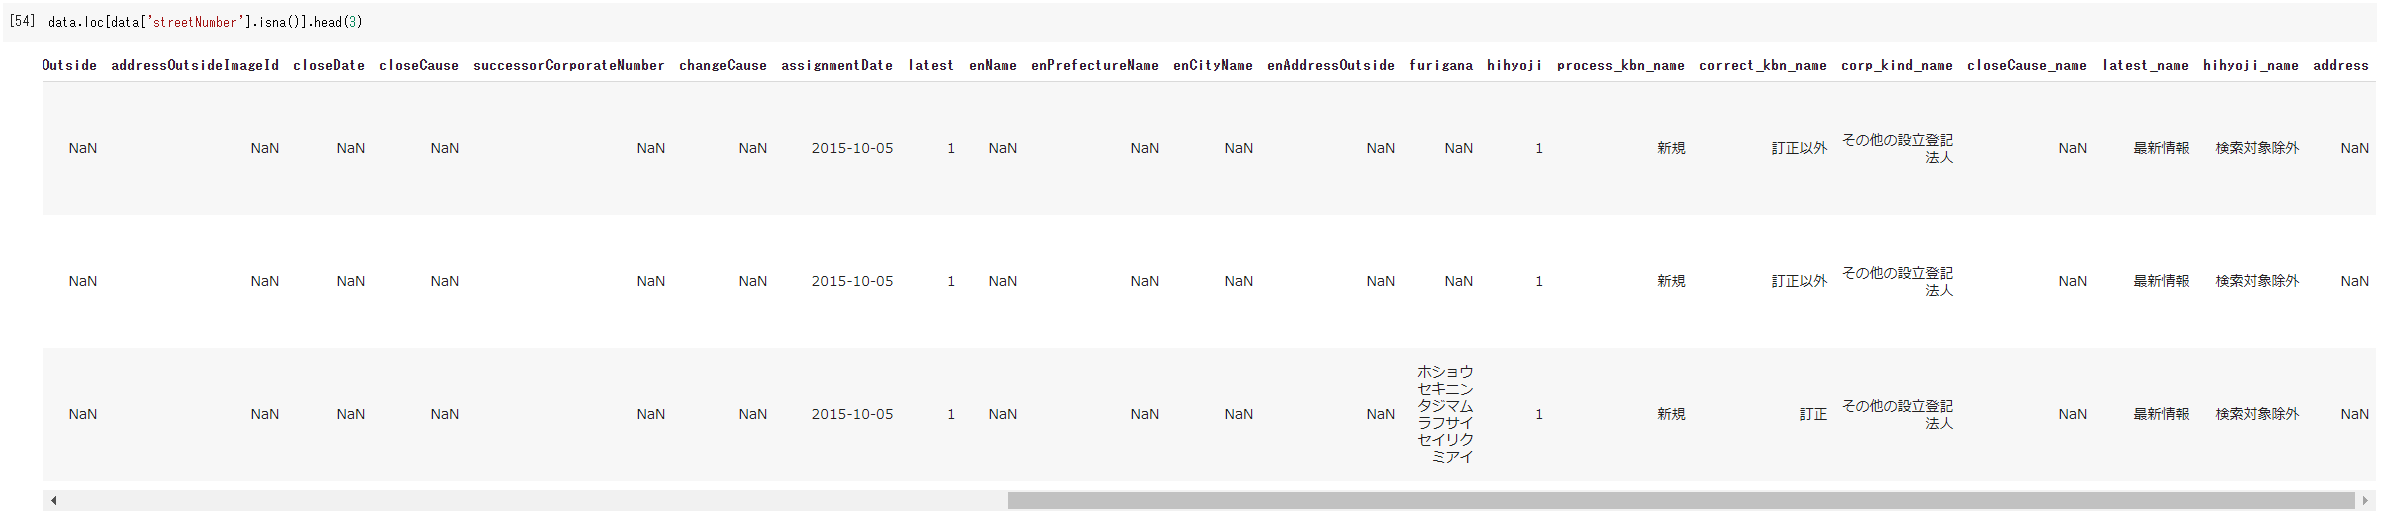 [54] data.loc[data['streetNumber'].isna()].head(3)
Outside addressOutsideImageId closeDate closeCause successorCorporateNumber changeCause assignmentDate latest enName enPrefectureName enCityName enAddressOutside furigana hihyoji process_kbn_name correct_kbn_name corp_kind_name closeCause_name latest_name hihyoji_name address
NaN NaN NaN NaN NaN NaN 2015-10-05 1 NaN NaN NaN NaN NaN 1 新規 訂正以外 その他の設立登記
法人 NaN 最新情報 検索対象除外 NaN
NaN NaN NaN NaN NaN NaN 2015-10-05 1 NaN NaN NaN NaN NaN 1 新規 訂正以外 その他の設立登記
法人 NaN 最新情報 検索対象除外 NaN
NaN NaN NaN NaN NaN NaN 2015-10-05 1 NaN NaN NaN NaN ホショウ
セキニン
タジマム
ラフサイ
セイリク
ミアイ 1 新規 訂正 その他の設立登記
法人 NaN 最新情報 検索対象除外 NaN